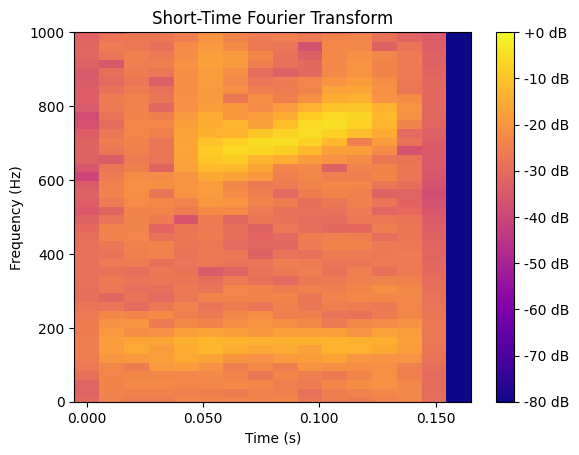 Short-Time Fourier Transform
1000
800
600
400
200
0
Frequency (Hz)
0.000
0.050
0.100
0.150
Time (s)
+0 dB
-10 dB
-20 dB
-30 dB
-40 dB
-50 dB
-60 dB
-70 dB
-80 dB